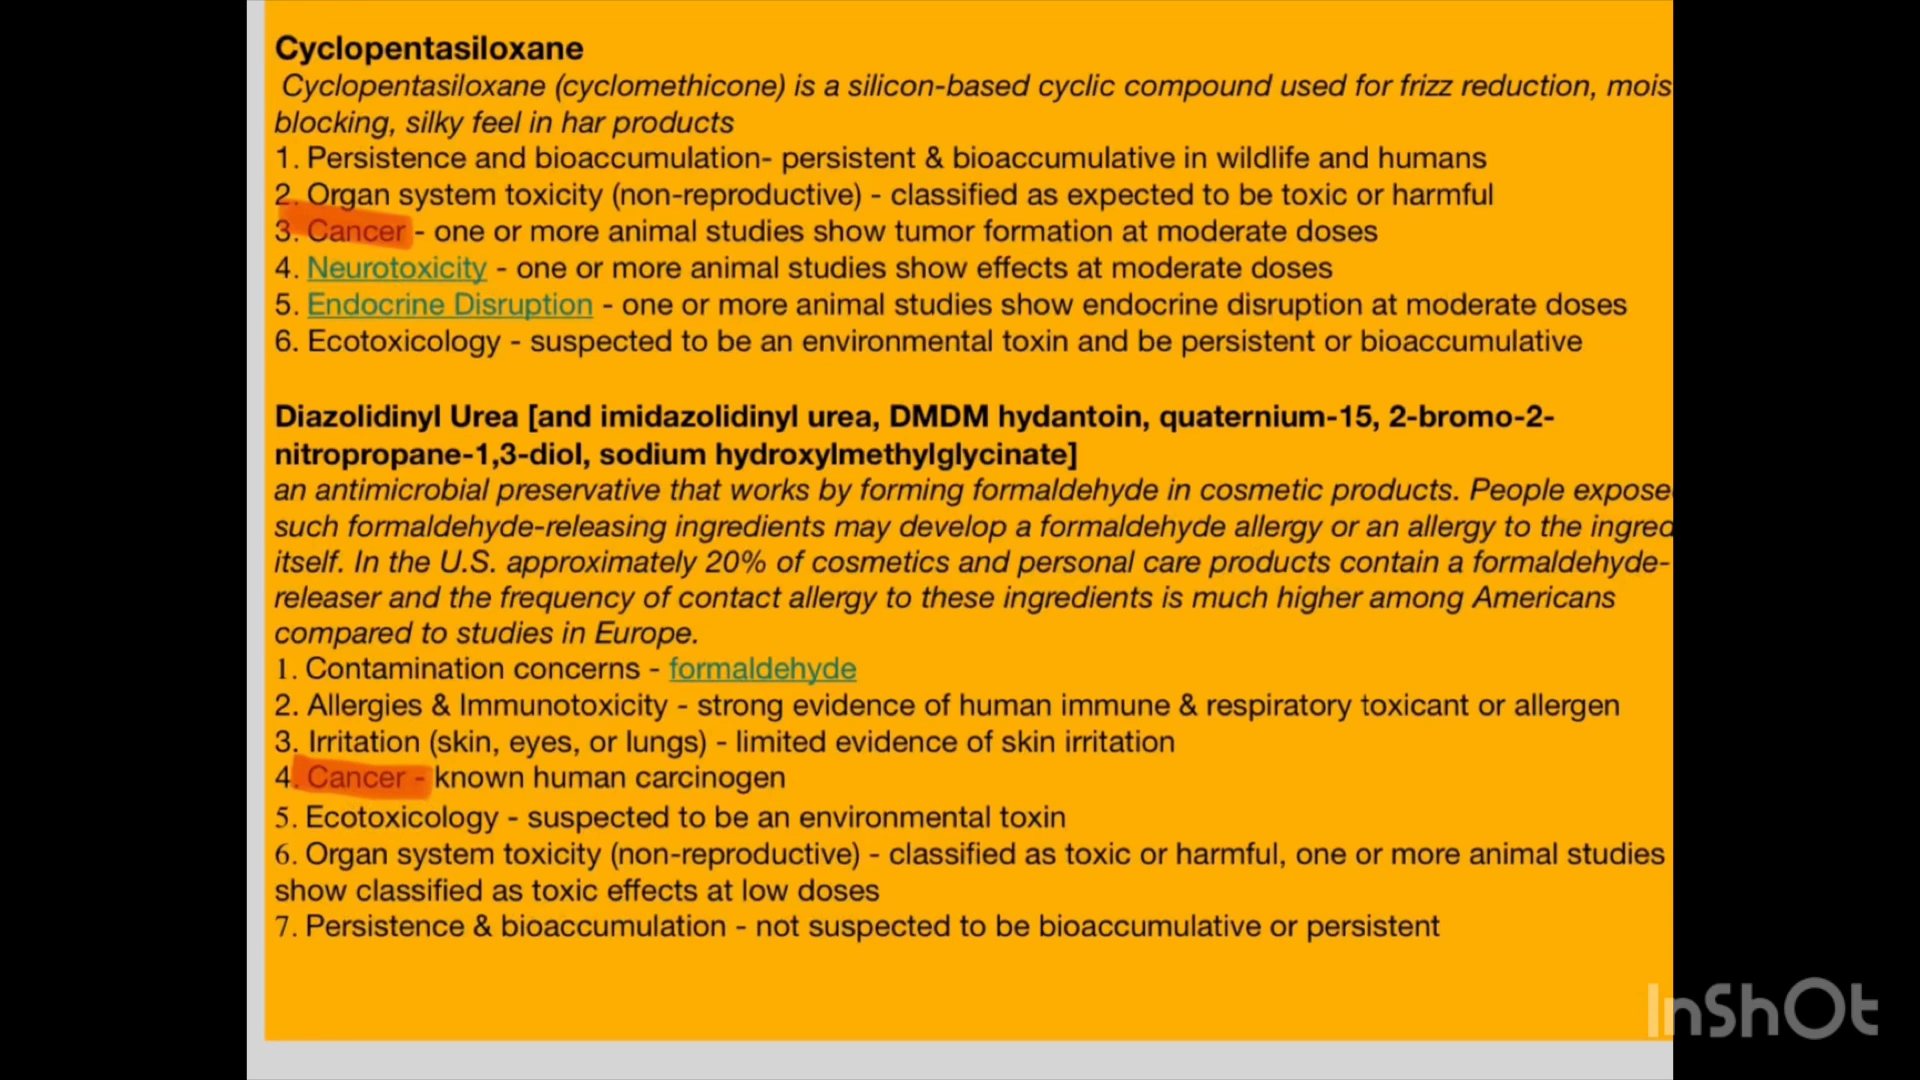 Cyclopentasiloxane
Cyclopentasiloxane (cyclomethicone) is a silicon-based cyclic compound used for frizz reduction, mois
blocking, silky feel in har products
1. Persistence and bioaccumulation- persistent & bioaccumulative in wildlife and humans
2. Organ system toxicity (non-reproductive) - classified as expected to be toxic or harmful
3. Cancer - one or more animal studies show tumor formation at moderate doses
4. Neurotoxicity - one or more animal studies show effects at moderate doses
5. Endocrine Disruption - one or more animal studies show endocrine disruption at moderate doses
6. Ecotoxicology - suspected to be an environmental toxin and be persistent or bioaccumulative
Diazolidinyl Urea [and imidazolidinyl urea, DMDM hydantoin, quaternium-15, 2-bromo-2-
nitropropane-1,3-diol, sodium hydroxylmethylglycinate]
an antimicrobial preservative that works by forming formaldehyde in cosmetic products. People expose
such formaldehyde-releasing ingredients may develop a formaldehyde allergy or an allergy to the ingred
itself. In the U.S. approximately 20% of cosmetics and personal care products contain a formaldehyde-
releaser and the frequency of contact allergy to these ingredients is much higher among Americans
compared to studies in Europe.
1. Contamination concerns - formaldehyde
2. Allergies & Immunotoxicity - strong evidence of human immune & respiratory toxicant or allergen
3. Irritation (skin, eyes, or lungs) - limited evidence of skin irritation
4. Cancer - known human carcinogen
5. Ecotoxicology - suspected to be an environmental toxin
6. Organ system toxicity (non-reproductive) - classified as toxic or harmful, one or more animal studies
show classified as toxic effects at low doses
7. Persistence & bioaccumulation - not suspected to be bioaccumulative or persistent
InShOt